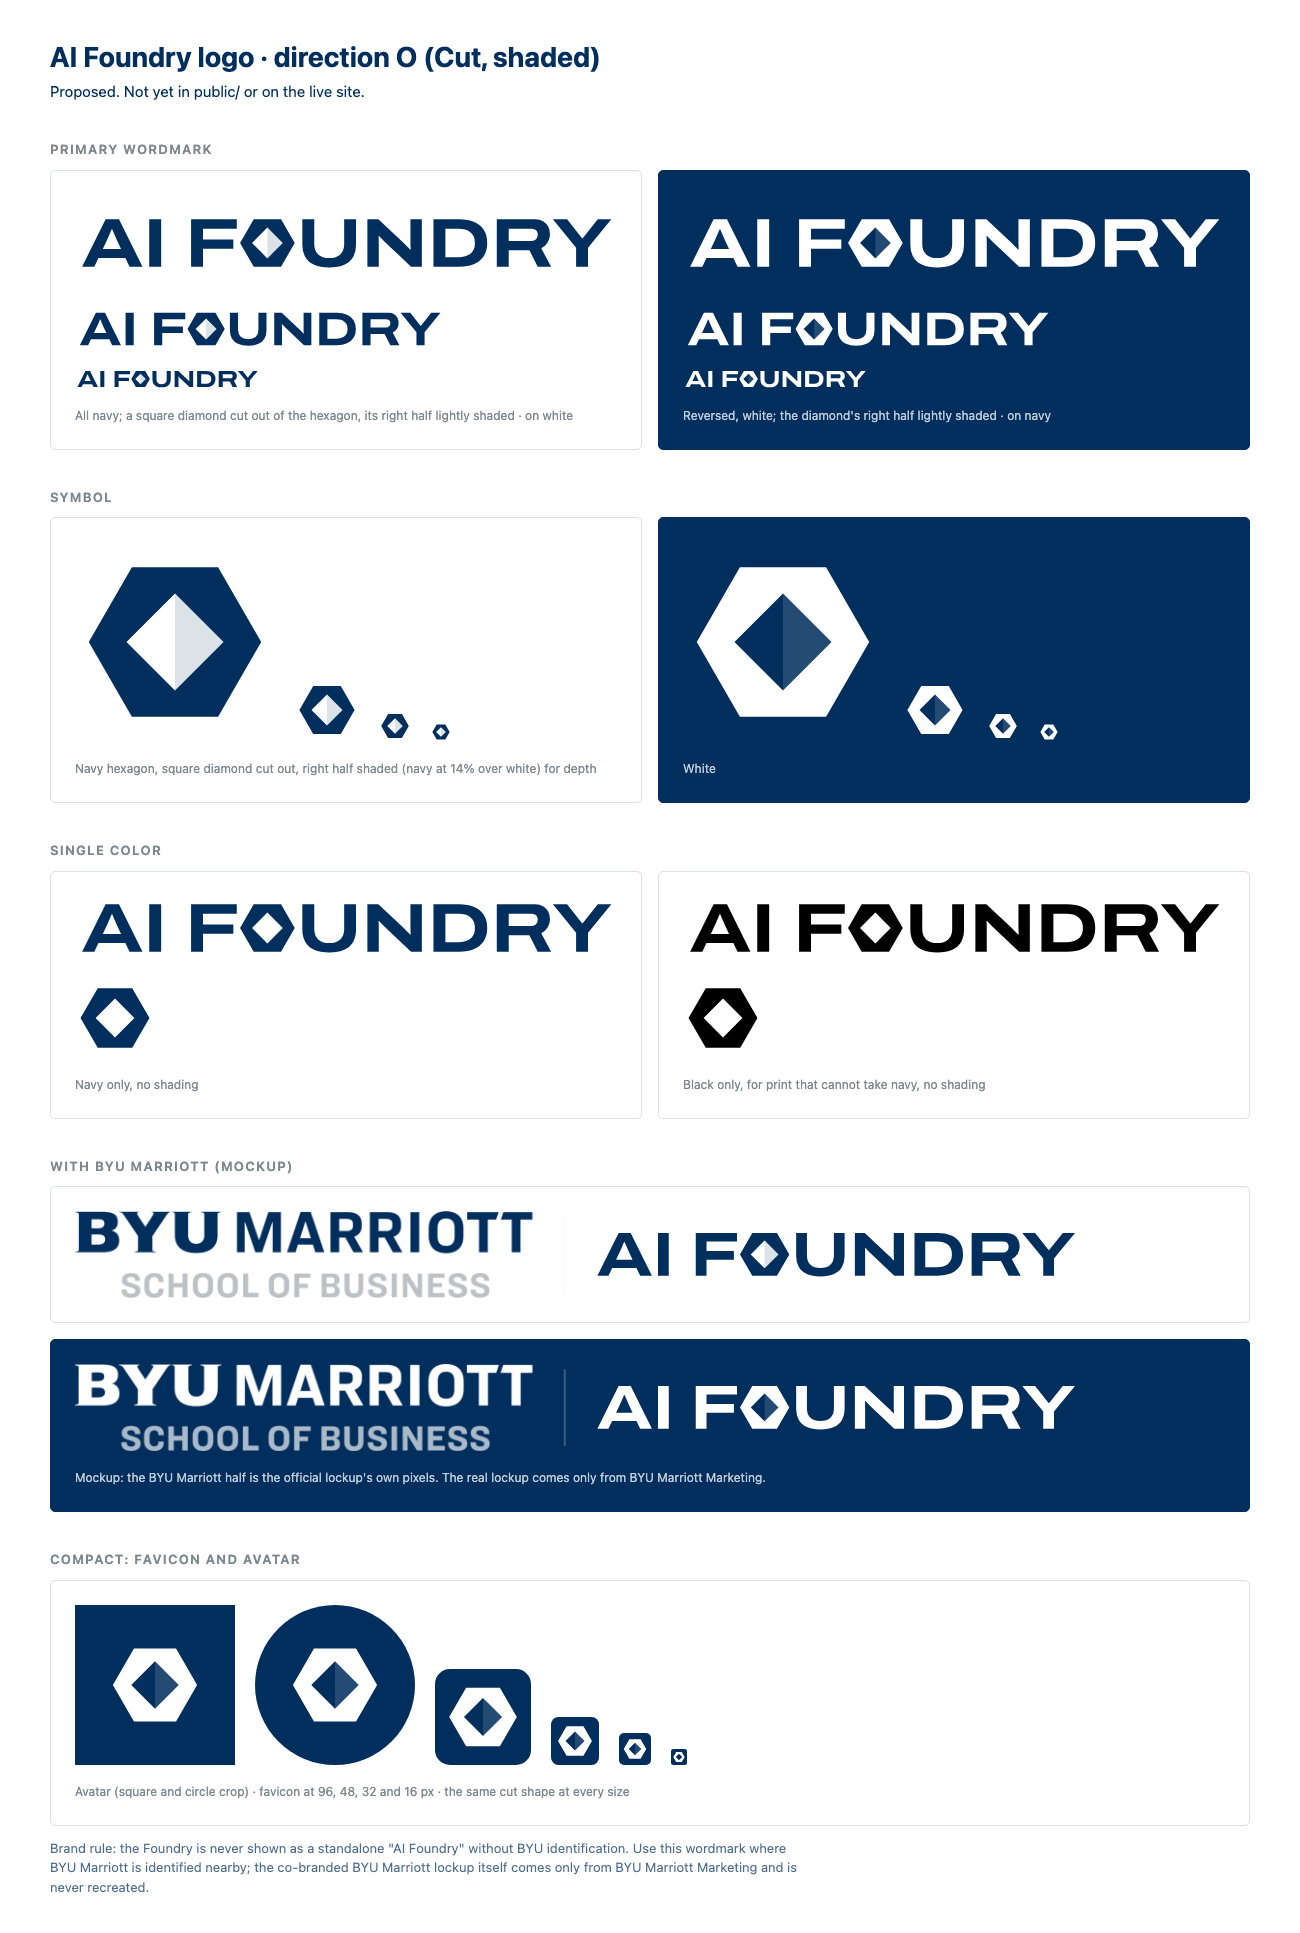 AI Foundry logo · direction O (Cut, shaded)
Proposed. Not yet in public/ or on the live site.
PRIMARY WORDMARK
AI FOUNDRY
AI FOUNDRY
AI FOUNDRY
All navy; a square diamond cut out of the hexagon, its right half lightly shaded · on white
AI FOUNDRY
AI FOUNDRY
AI FOUNDRY
Reversed, white; the diamond's right half lightly shaded · on navy
SYMBOL
Navy hexagon, square diamond cut out, right half shaded (navy at 14% over white) for depth
White
SINGLE COLOR
AI FOUNDRY
Navy only, no shading
AI FOUNDRY
Black only, for print that cannot take navy, no shading
WITH BYU MARRIOTT (MOCKUP)
BYU MARRIOTT
SCHOOL OF BUSINESS
AI FOUNDRY
BYU MARRIOTT
SCHOOL OF BUSINESS
AI FOUNDRY
Mockup: the BYU Marriott half is the official lockup's own pixels. The real lockup comes only from BYU Marriott Marketing.
COMPACT: FAVICON AND AVATAR
Avatar (square and circle crop) · favicon at 96, 48, 32 and 16 px · the same cut shape at every size
Brand rule: the Foundry is never shown as a standalone "AI Foundry" without BYU identification. Use this wordmark where
BYU Marriott is identified nearby; the co-branded BYU Marriott lockup itself comes only from BYU Marriott Marketing and is
never recreated.